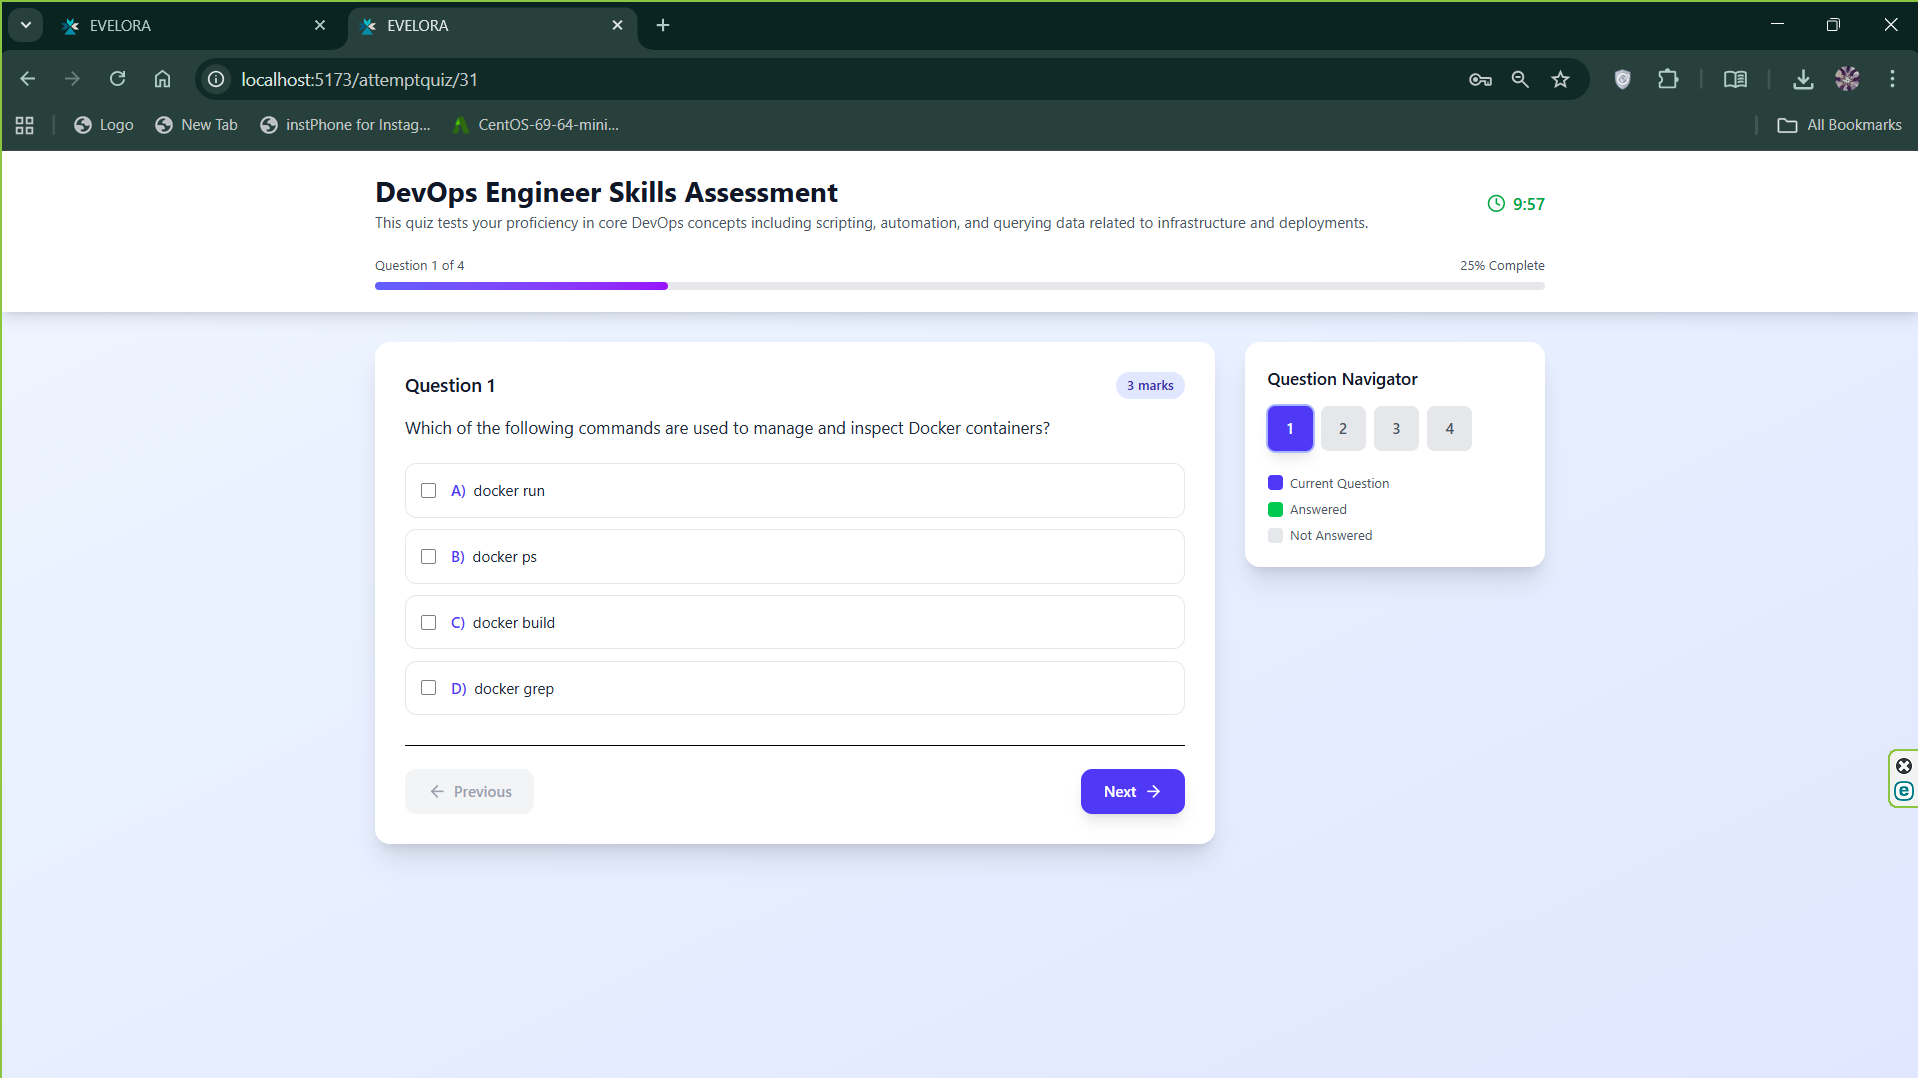 EVELORA
EVELORA
localhost:5173/attemptquiz/31
Logo
New Tab
instPhone for Instag...
CentOS-69-64-mini...
All Bookmarks
DevOps Engineer Skills Assessment
This quiz tests your proficiency in core DevOps concepts including scripting, automation, and querying data related to infrastructure and deployments.
9:57
Question 1 of 4
25% Complete
Question 1
3 marks
Which of the following commands are used to manage and inspect Docker containers?
A) docker run
B) docker ps
C) docker build
D) docker grep
Previous
Next
Question Navigator
1 2 3 4
Current Question
Answered
Not Answered